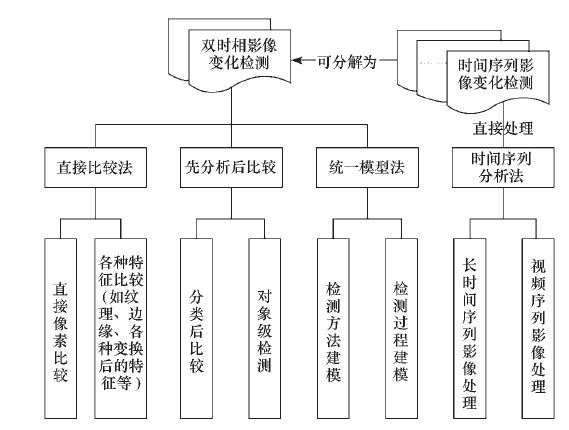 双时相影像
变化检测
可分解为
时间序列影
像变化检测
直接处理
直接比较法
先分析后比较
统一模型法
时间序列
分析法
直接像素比较
各种特
征比较
(如纹
理、边
缘、各
种变换
后的特
征等)
分类后比较
对象级检测
检测方法建模
检测过程建模
长时间序列影像处理
视频序列影像处理